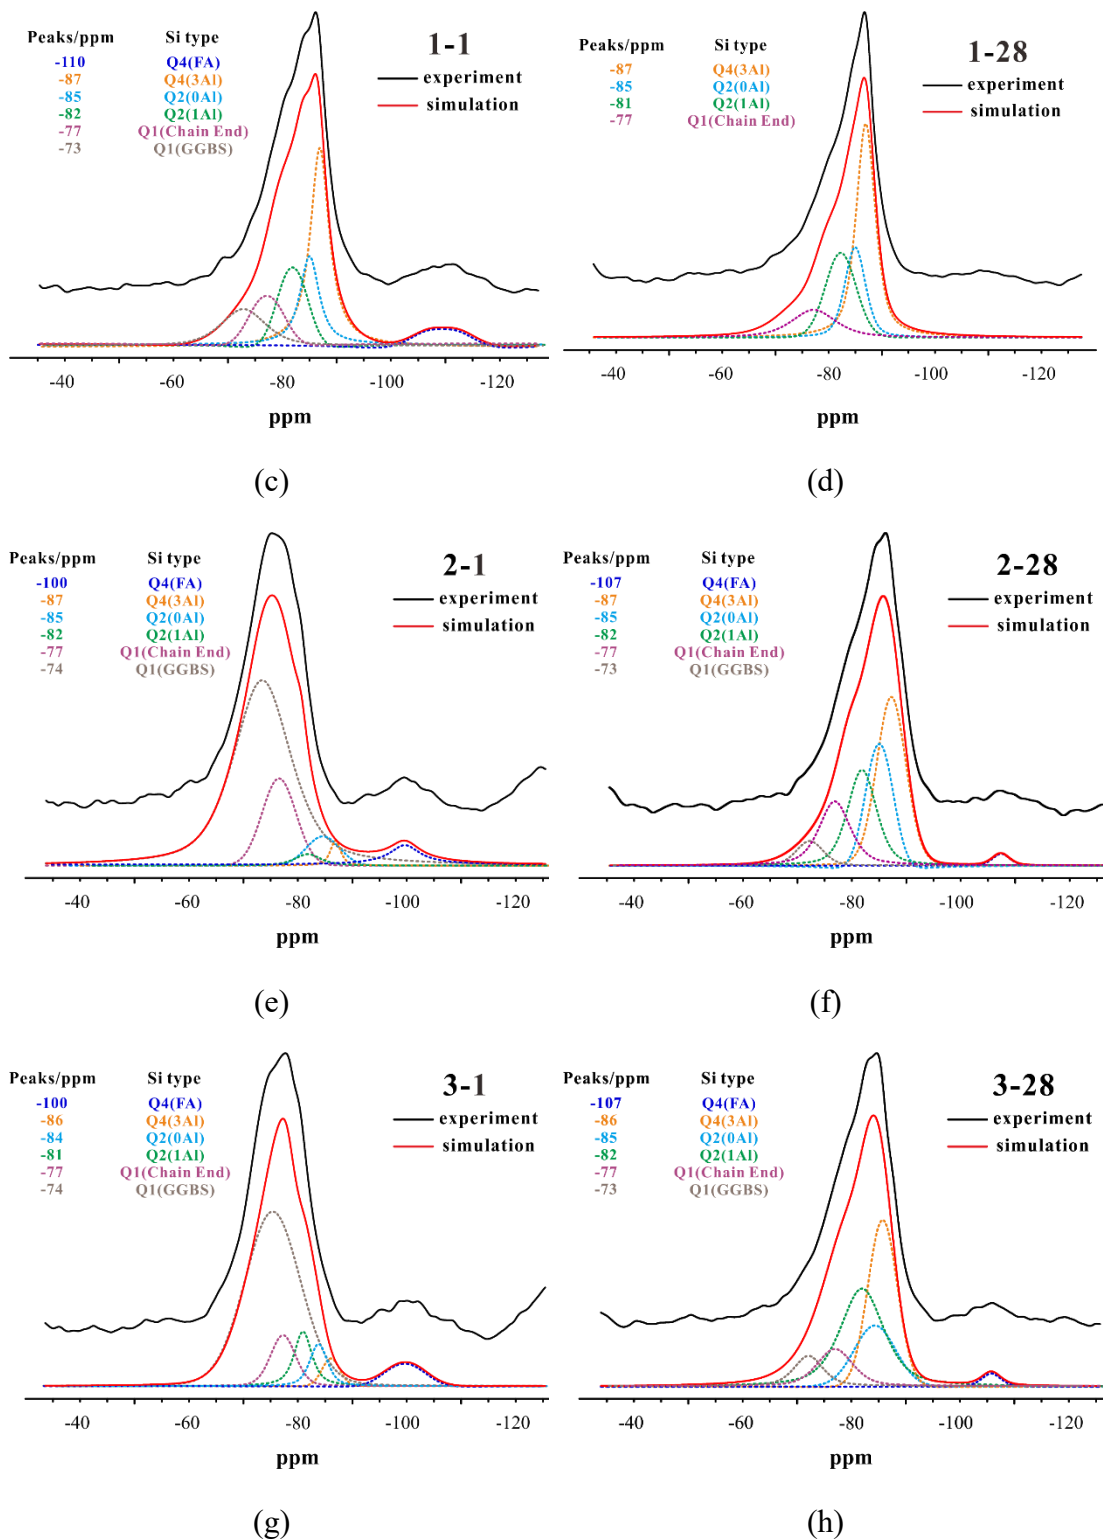 Peaks/ppm Si type 1-1
-110 Q4(FA)
-87 Q4(3Al) experiment
-85 Q2(0Al)
-82 Q2(1Al) simulation
-77 Q1(Chain End)
-73 Q1(GGBS)
-40 -60 -80 -100 -120
ppm
(c)
Peaks/ppm Si type 1-28
-87 Q4(3Al)
-85 Q2(0Al) experiment
-81 Q2(1Al) simulation
-77 Q1(Chain End)
-40 -60 -80 -100 -120
ppm
(d)
Peaks/ppm Si type 2-1
-100 Q4(FA)
-87 Q4(3Al) experiment
-85 Q2(0Al)
-82 Q2(1Al) simulation
-77 Q1(Chain End)
-74 Q1(GGBS)
-40 -60 -80 -100 -120
ppm
(e)
Peaks/ppm Si type 2-28
-107 Q4(FA)
-87 Q4(3Al) experiment
-85 Q2(0Al)
-82 Q2(1Al) simulation
-77 Q1(Chain End)
-73 Q1(GGBS)
-40 -60 -80 -100 -120
ppm
(f)
Peaks/ppm Si type 3-1
-100 Q4(FA)
-86 Q4(3Al) experiment
-84 Q2(0Al)
-81 Q2(1Al) simulation
-77 Q1(Chain End)
-74 Q1(GGBS)
-40 -60 -80 -100 -120
ppm
(g)
Peaks/ppm Si type 3-28
-107 Q4(FA)
-86 Q4(3Al) experiment
-85 Q2(0Al)
-82 Q2(1Al) simulation
-77 Q1(Chain End)
-73 Q1(GGBS)
-40 -60 -80 -100 -120
ppm
(h)